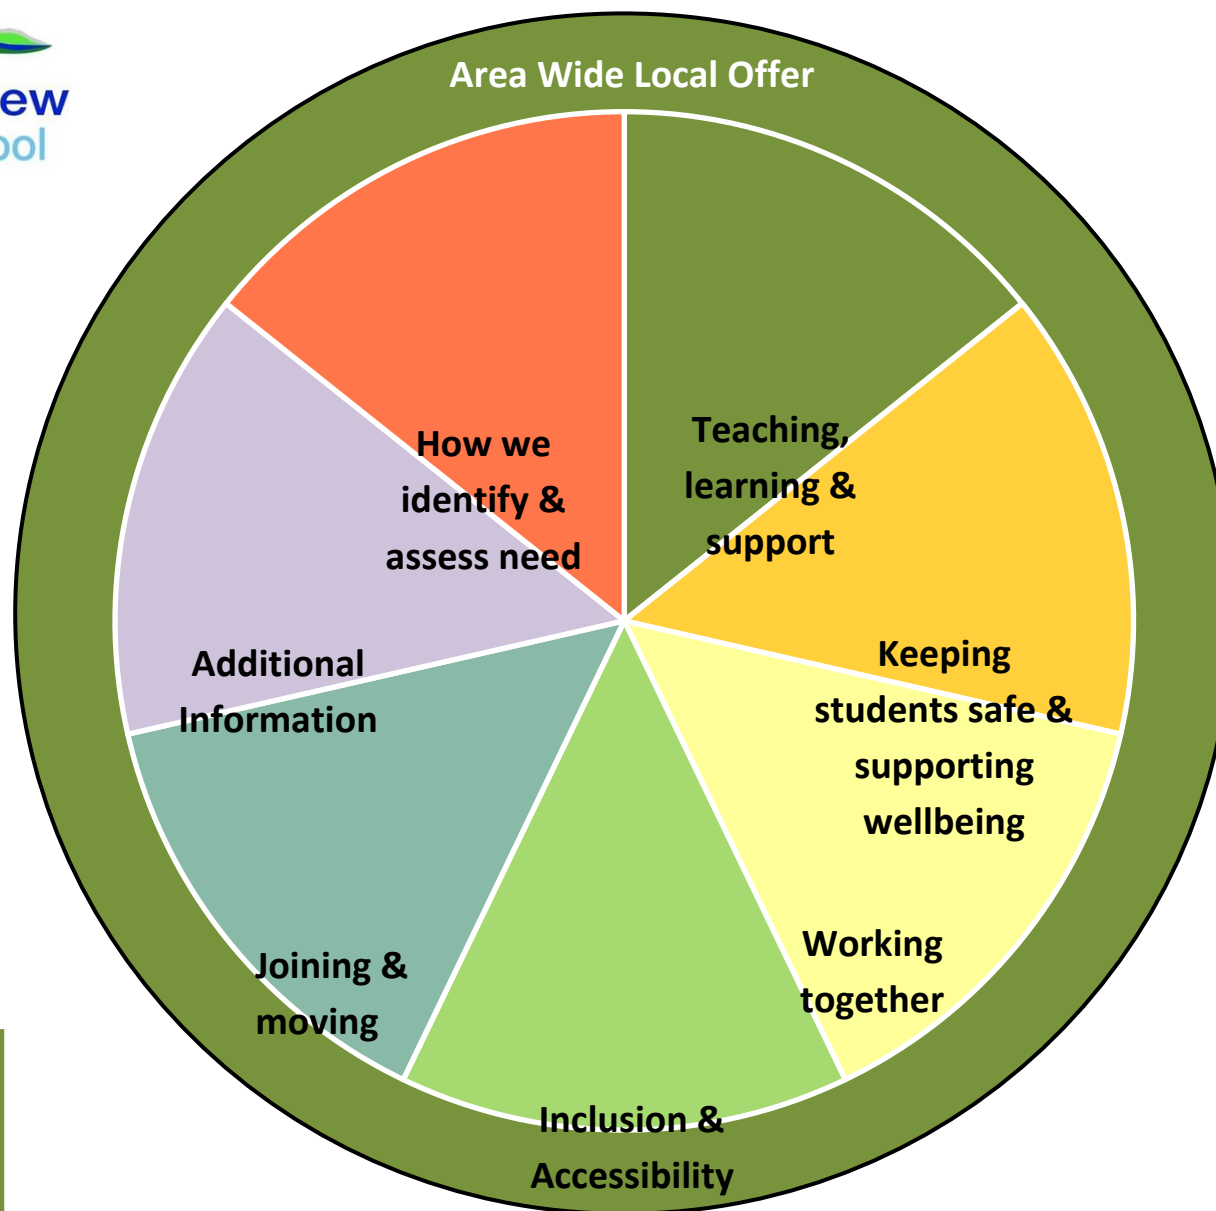 ew
ool
Area Wide Local Offer
How we
identify &
assess need
Teaching,
learning &
support
Keeping
students safe &
supporting
wellbeing
Additional
Information
Working
together
Joining &
moving
Inclusion &
Accessibility